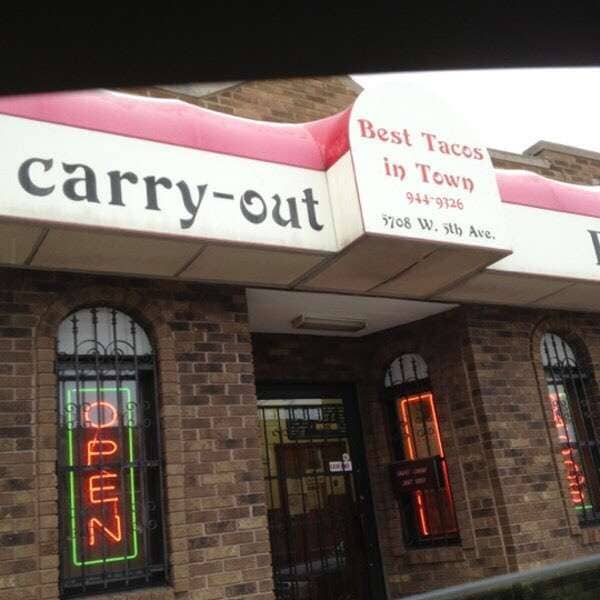 carry-out
Best Tacos
in Town
944-9326
5708 W. 5th Ave.
OPEN